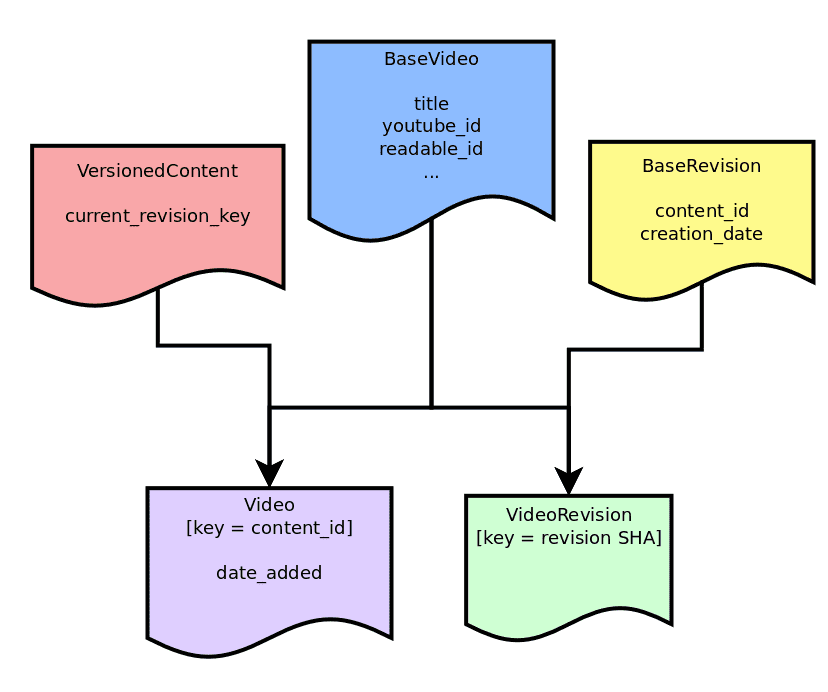 BaseVideo
title
youtube_id
readable_id
...
VersionedContent
current_revision_key
BaseRevision
content_id
creation_date
Video
[key = content_id]
date_added
VideoRevision
[key = revision SHA]